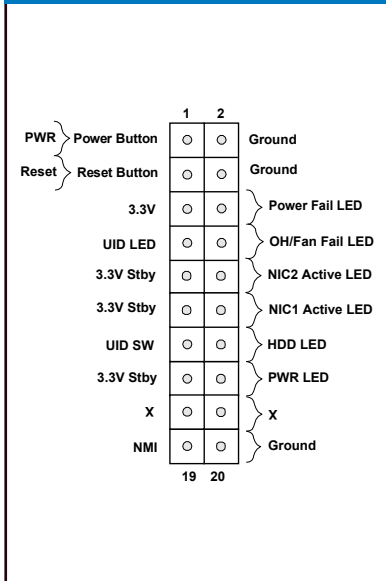 1 2
PWR Power Button Ground
Reset Reset Button Ground
3.3V Power Fail LED
UID LED OH/Fan Fail LED
3.3V Stby NIC2 Active LED
3.3V Stby NIC1 Active LED
UID SW HDD LED
3.3V Stby PWR LED
X X
NMI Ground
19 20